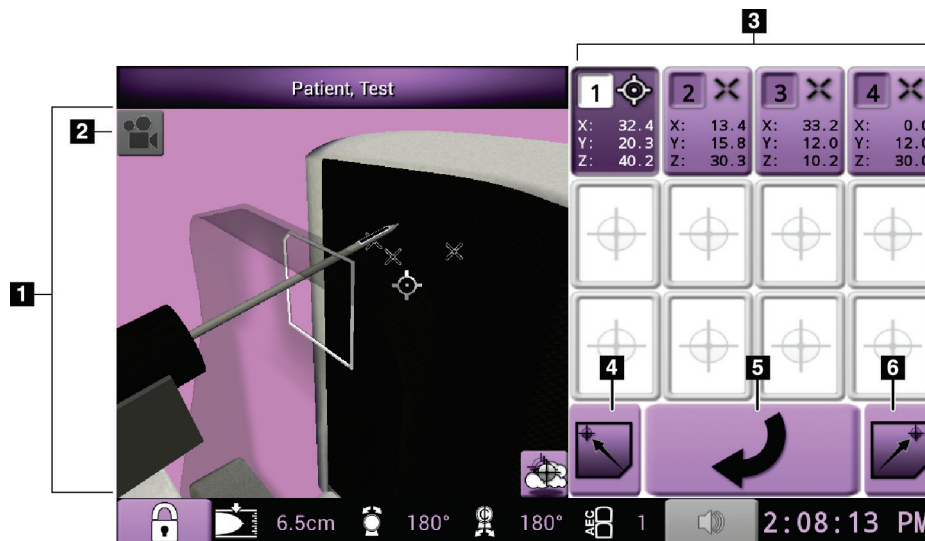 3
Patient, Test
1 2 3 4
X: 32.4 X: 13.4 X: 33.2 X: 0.0
Y: 20.3 Y: 15.8 Y: 12.0 Y: 12.0
Z: 40.2 Z: 30.3 Z: 10.2 Z: 30.0
2
1
4 5 6
6.5cm 180° 180° AEC 1 2:08:13 PM